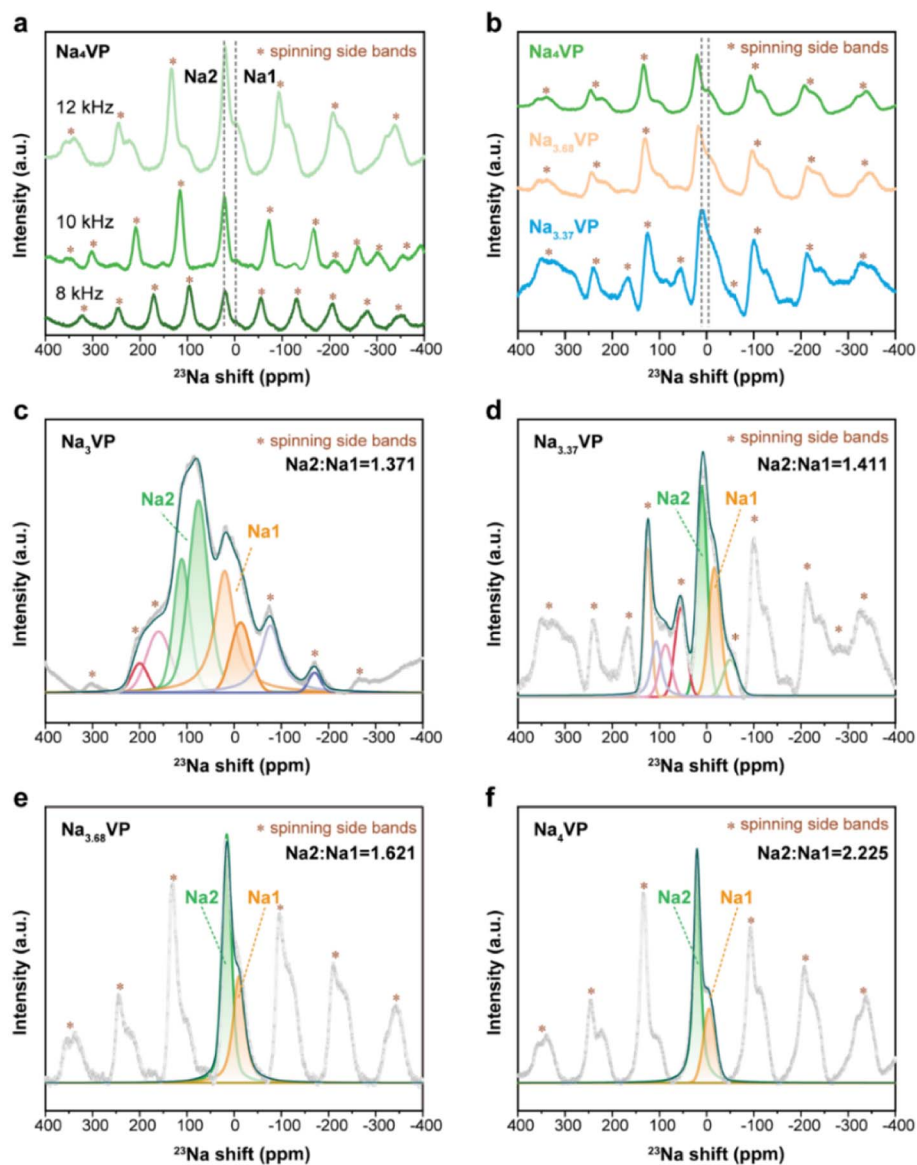 a
Na₄VP
* spinning side bands
Na2 Na1
12 kHz
10 kHz
8 kHz
Intensity (a.u.)
400 300 200 100 0 -100 -200 -300 -400
²³Na shift (ppm)
b
Na₄VP
* spinning side bands
Na₃.₆₈VP
Na₃.₃₇VP
Intensity (a.u.)
400 300 200 100 0 -100 -200 -300 -400
²³Na shift (ppm)
c
Na₃VP
* spinning side bands
Na2:Na1=1.371
Na2
Na1
Intensity (a.u.)
400 300 200 100 0 -100 -200 -300 -400
²³Na shift (ppm)
d
Na₃.₃₇VP
* spinning side bands
Na2:Na1=1.411
Na2 Na1
Intensity (a.u.)
400 300 200 100 0 -100 -200 -300 -400
²³Na shift (ppm)
e
Na₃.₆₈VP
* spinning side bands
Na2:Na1=1.621
Na2 Na1
Intensity (a.u.)
400 300 200 100 0 -100 -200 -300 -400
²³Na shift (ppm)
f
Na₄VP
* spinning side bands
Na2:Na1=2.225
Na2 Na1
Intensity (a.u.)
400 300 200 100 0 -100 -200 -300 -400
²³Na shift (ppm)